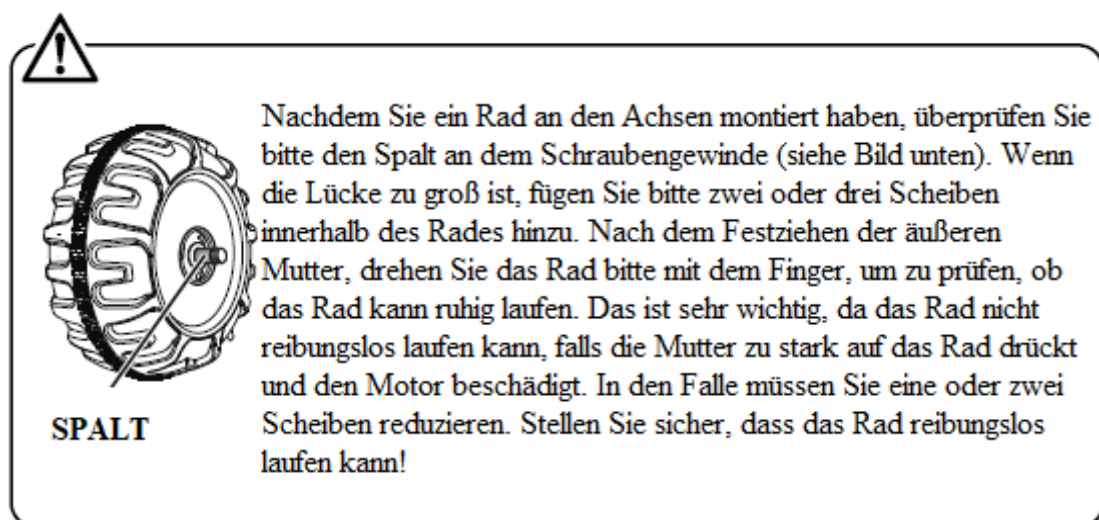 Nachdem Sie ein Rad an den Achsen montiert haben, überprüfen Sie
bitte den Spalt an dem Schraubengewinde (siehe Bild unten). Wenn
die Lücke zu groß ist, fügen Sie bitte zwei oder drei Scheiben
innerhalb des Rades hinzu. Nach dem Festziehen der äußeren
Mutter, drehen Sie das Rad bitte mit dem Finger, um zu prüfen, ob
das Rad kann ruhig laufen. Das ist sehr wichtig, da das Rad nicht
reibungslos laufen kann, falls die Mutter zu stark auf das Rad drückt
und den Motor beschädigt. In den Falle müssen Sie eine oder zwei
Scheiben reduzieren. Stellen Sie sicher, dass das Rad reibungslos
laufen kann!
SPALT